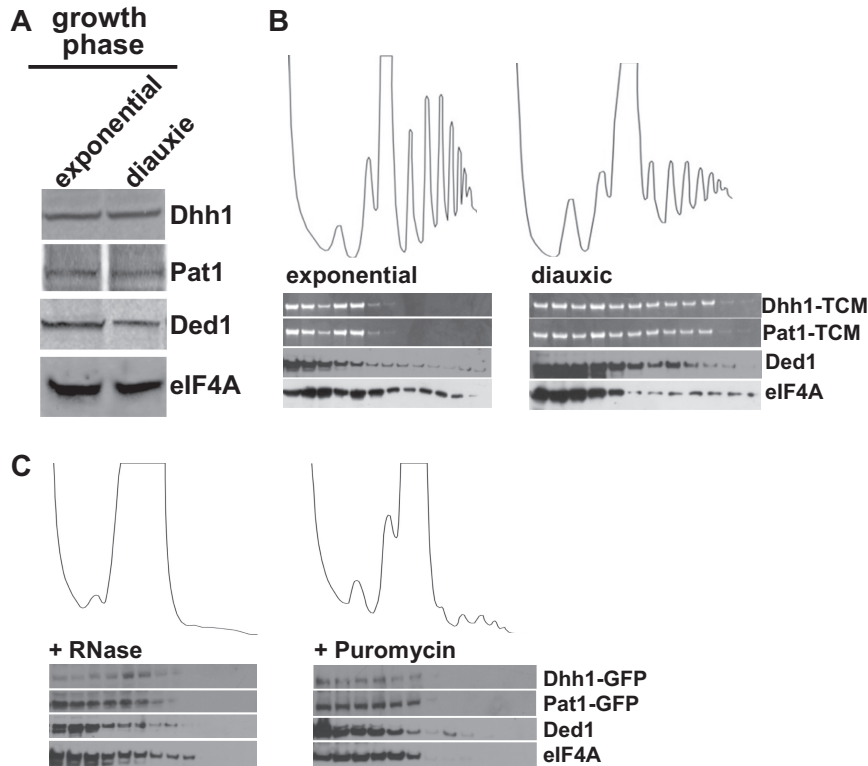 A
growth
phase
exponential
diauxie
Dhh1
Pat1
Ded1
eIF4A
B
exponential
diauxic
Dhh1-TCM
Pat1-TCM
Ded1
eIF4A
C
+ RNase
+ Puromycin
Dhh1-GFP
Pat1-GFP
Ded1
eIF4A